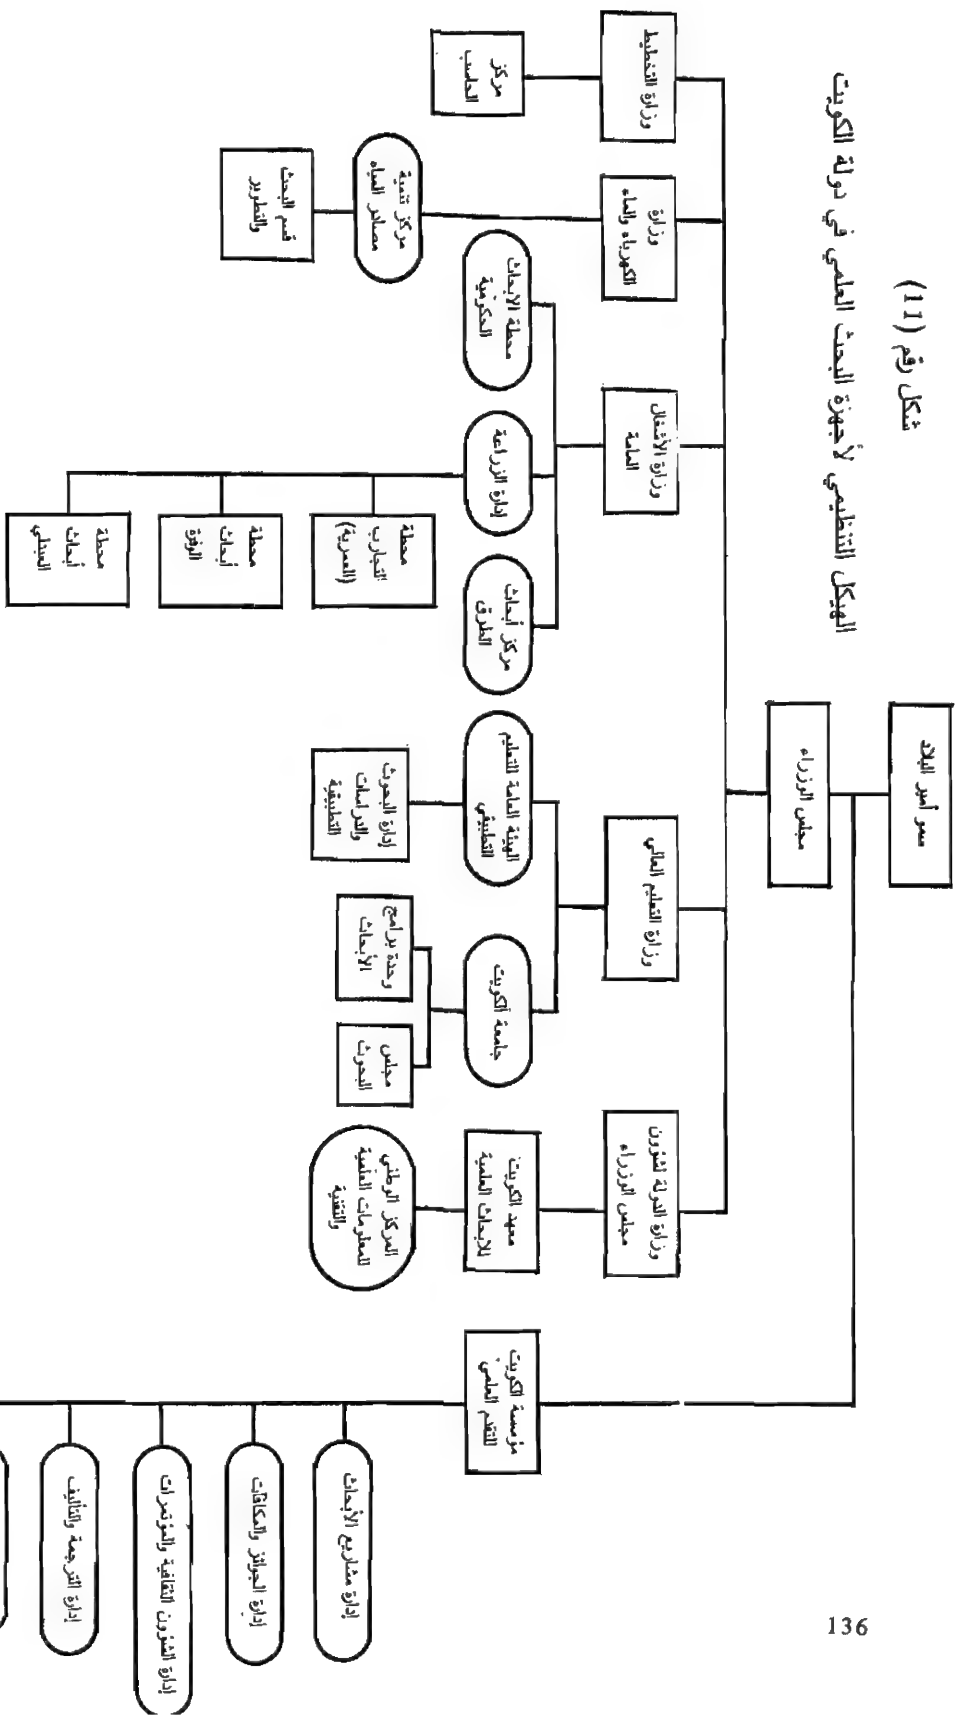 شكل رقم (11)
الهيكل التنظيمي لأجهزة البحث العلمي في دولة الكويت
سمو أمير البلاد
مجلس الوزراء
وزارة التخطيط
وزارة
الكهرباء والماء
وزارة الأشغال
العامة
وزارة التعليم العالي
وزارة الدولة لشؤون
مجلس الوزراء
مركز
الحاسب
مركز تنمية
مصادر المياه
قسم البحث
والتطوير
محطة الابحاث
الحكومية
إدارة الزراعة
مركز أبحاث
الطرق
محطة
التجارب
(العمرية)
محطة
أبحاث
الوفرة
محطة
أبحاث
العبدلي
الهيئة العامة للتعليم
التطبيقي
جامعة الكويت
إدارة البحوث
والدراسات
التطبيقية
وحدة برامج
الأبحاث
مجلس
البحوث
معهد الكويت
للابحاث العلمية
المركز الوطني
للمعلومات العلمية
والتقنية
مؤسسة الكويت
للتقدم العلمي
إدارة مشاريع الأبحاث
إدارة الجوائز والمكافآت
إدارة الشؤون الثقافية والمؤتمرات
إدارة الترجمة والتأليف
136